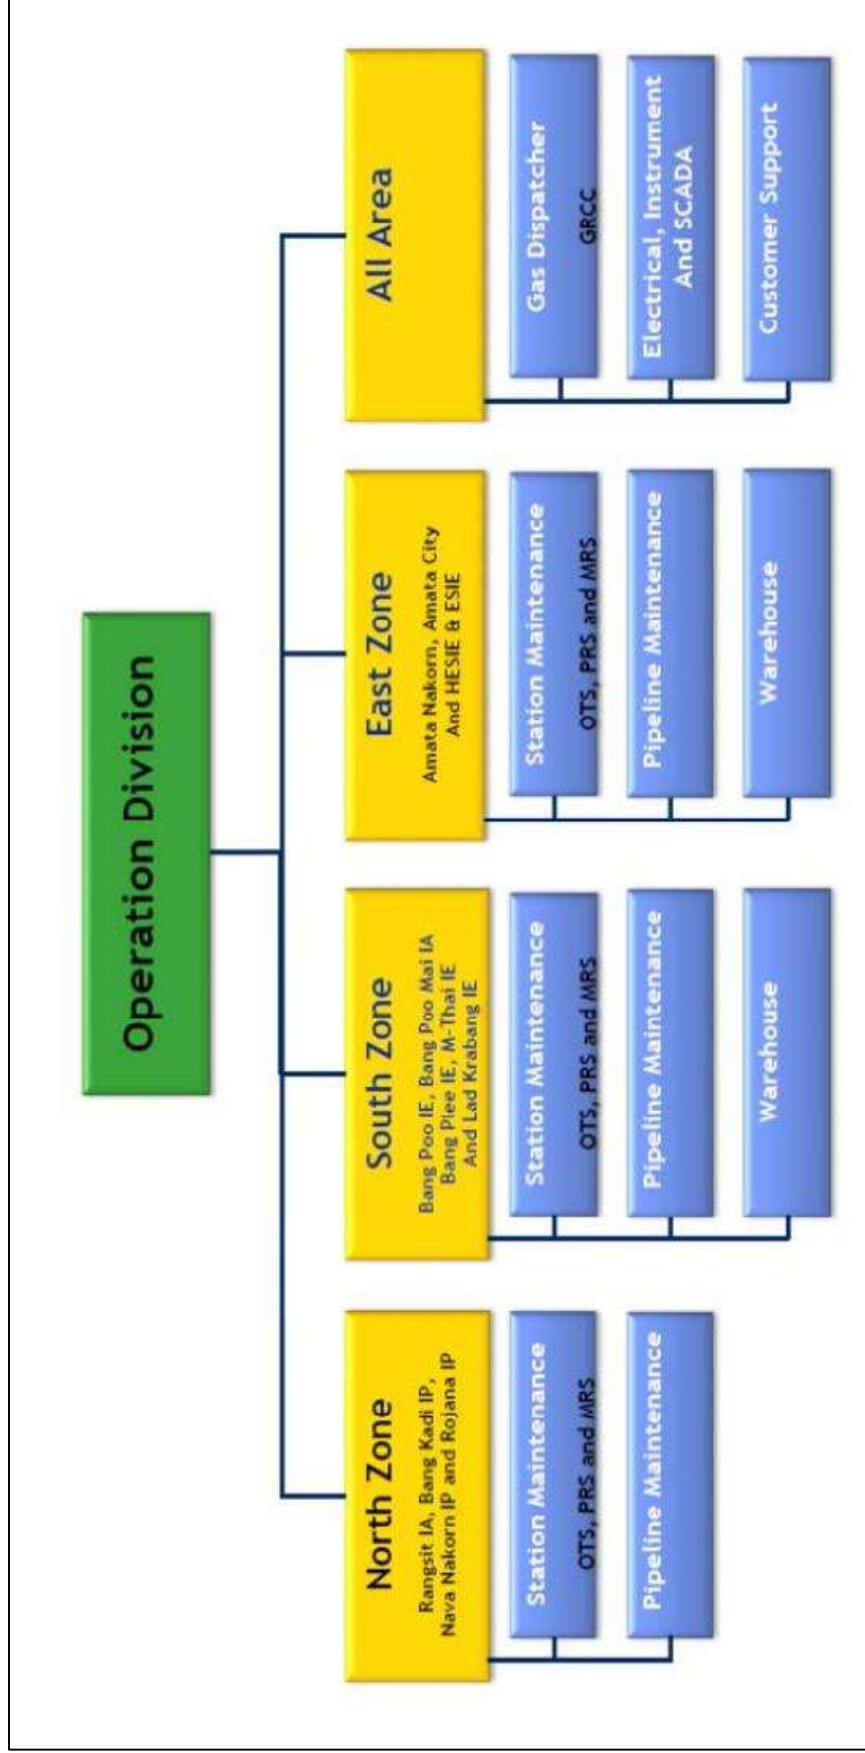 Operation Division
North Zone
Rangsit IA, Bang Kadi IP,
Nava Nakorn IP and Rojana IP
Station Maintenance
OTS, PRS and MRS
Pipeline Maintenance
South Zone
Bang Poo IE, Bang Poo Mai IA
Bang Plee IE, M-Thai IE
And Lad Krabang IE
Station Maintenance
OTS, PRS and MRS
Pipeline Maintenance
Warehouse
East Zone
Amata Nakorn, Amata City
And HESIE & ESIE
Station Maintenance
OTS, PRS and MRS
Pipeline Maintenance
Warehouse
All Area
Gas Dispatcher
GRCC
Electrical, Instrument
And SCADA
Customer Support